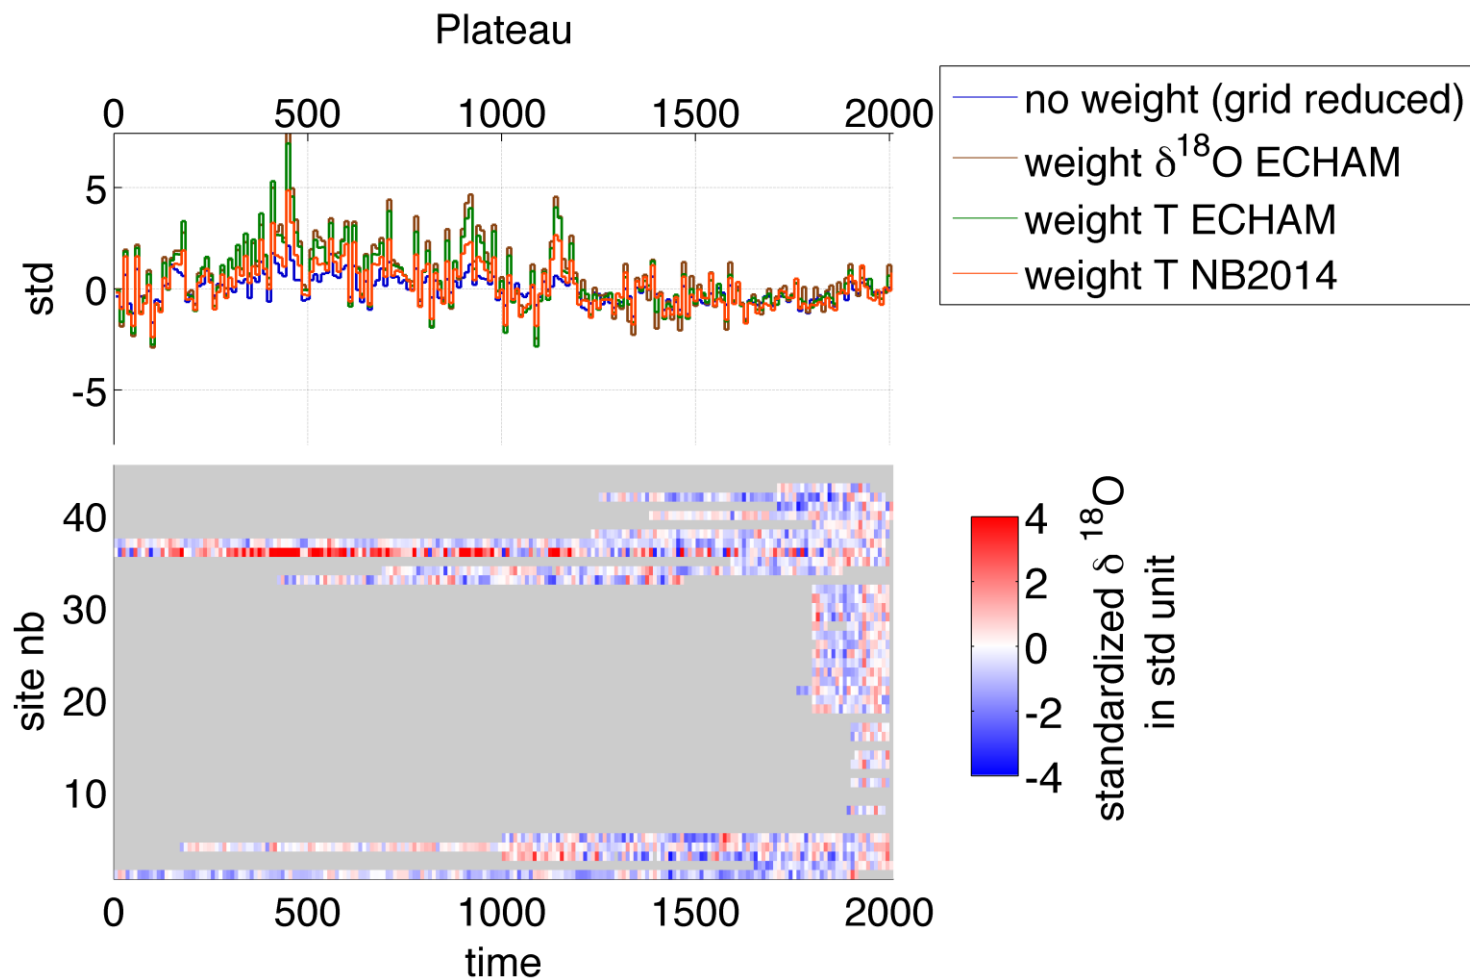 Plateau
0 500 1000 1500 2000
5
0
-5
std
no weight (grid reduced)
weight δ18O ECHAM
weight T ECHAM
weight T NB2014
40
30
20
10
site nb
0 500 1000 1500 2000
time
4
2
0
-2
-4
standardized δ 18O
in std unit